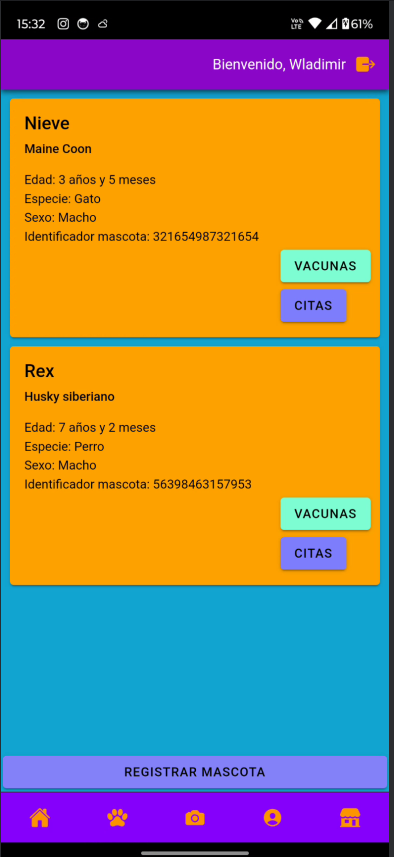 15:32 Vo LTE 61%
Bienvenido, Wladimir
Nieve
Maine Coon
Edad: 3 años y 5 meses
Especie: Gato
Sexo: Macho
Identificador mascota: 321654987321654
VACUNAS
CITAS
Rex
Husky siberiano
Edad: 7 años y 2 meses
Especie: Perro
Sexo: Macho
Identificador mascota: 56398463157953
VACUNAS
CITAS
REGISTRAR MASCOTA